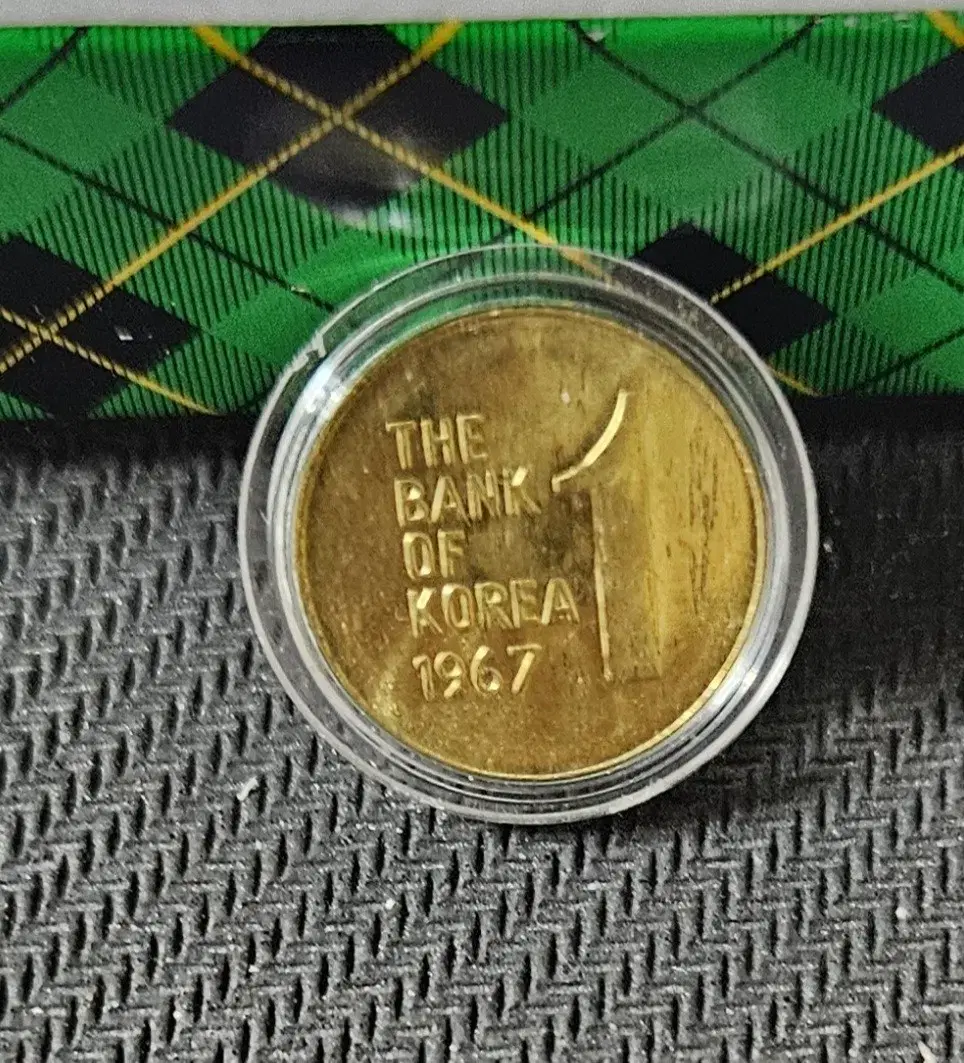 THE
BANK
OF
KOREA
1967
1